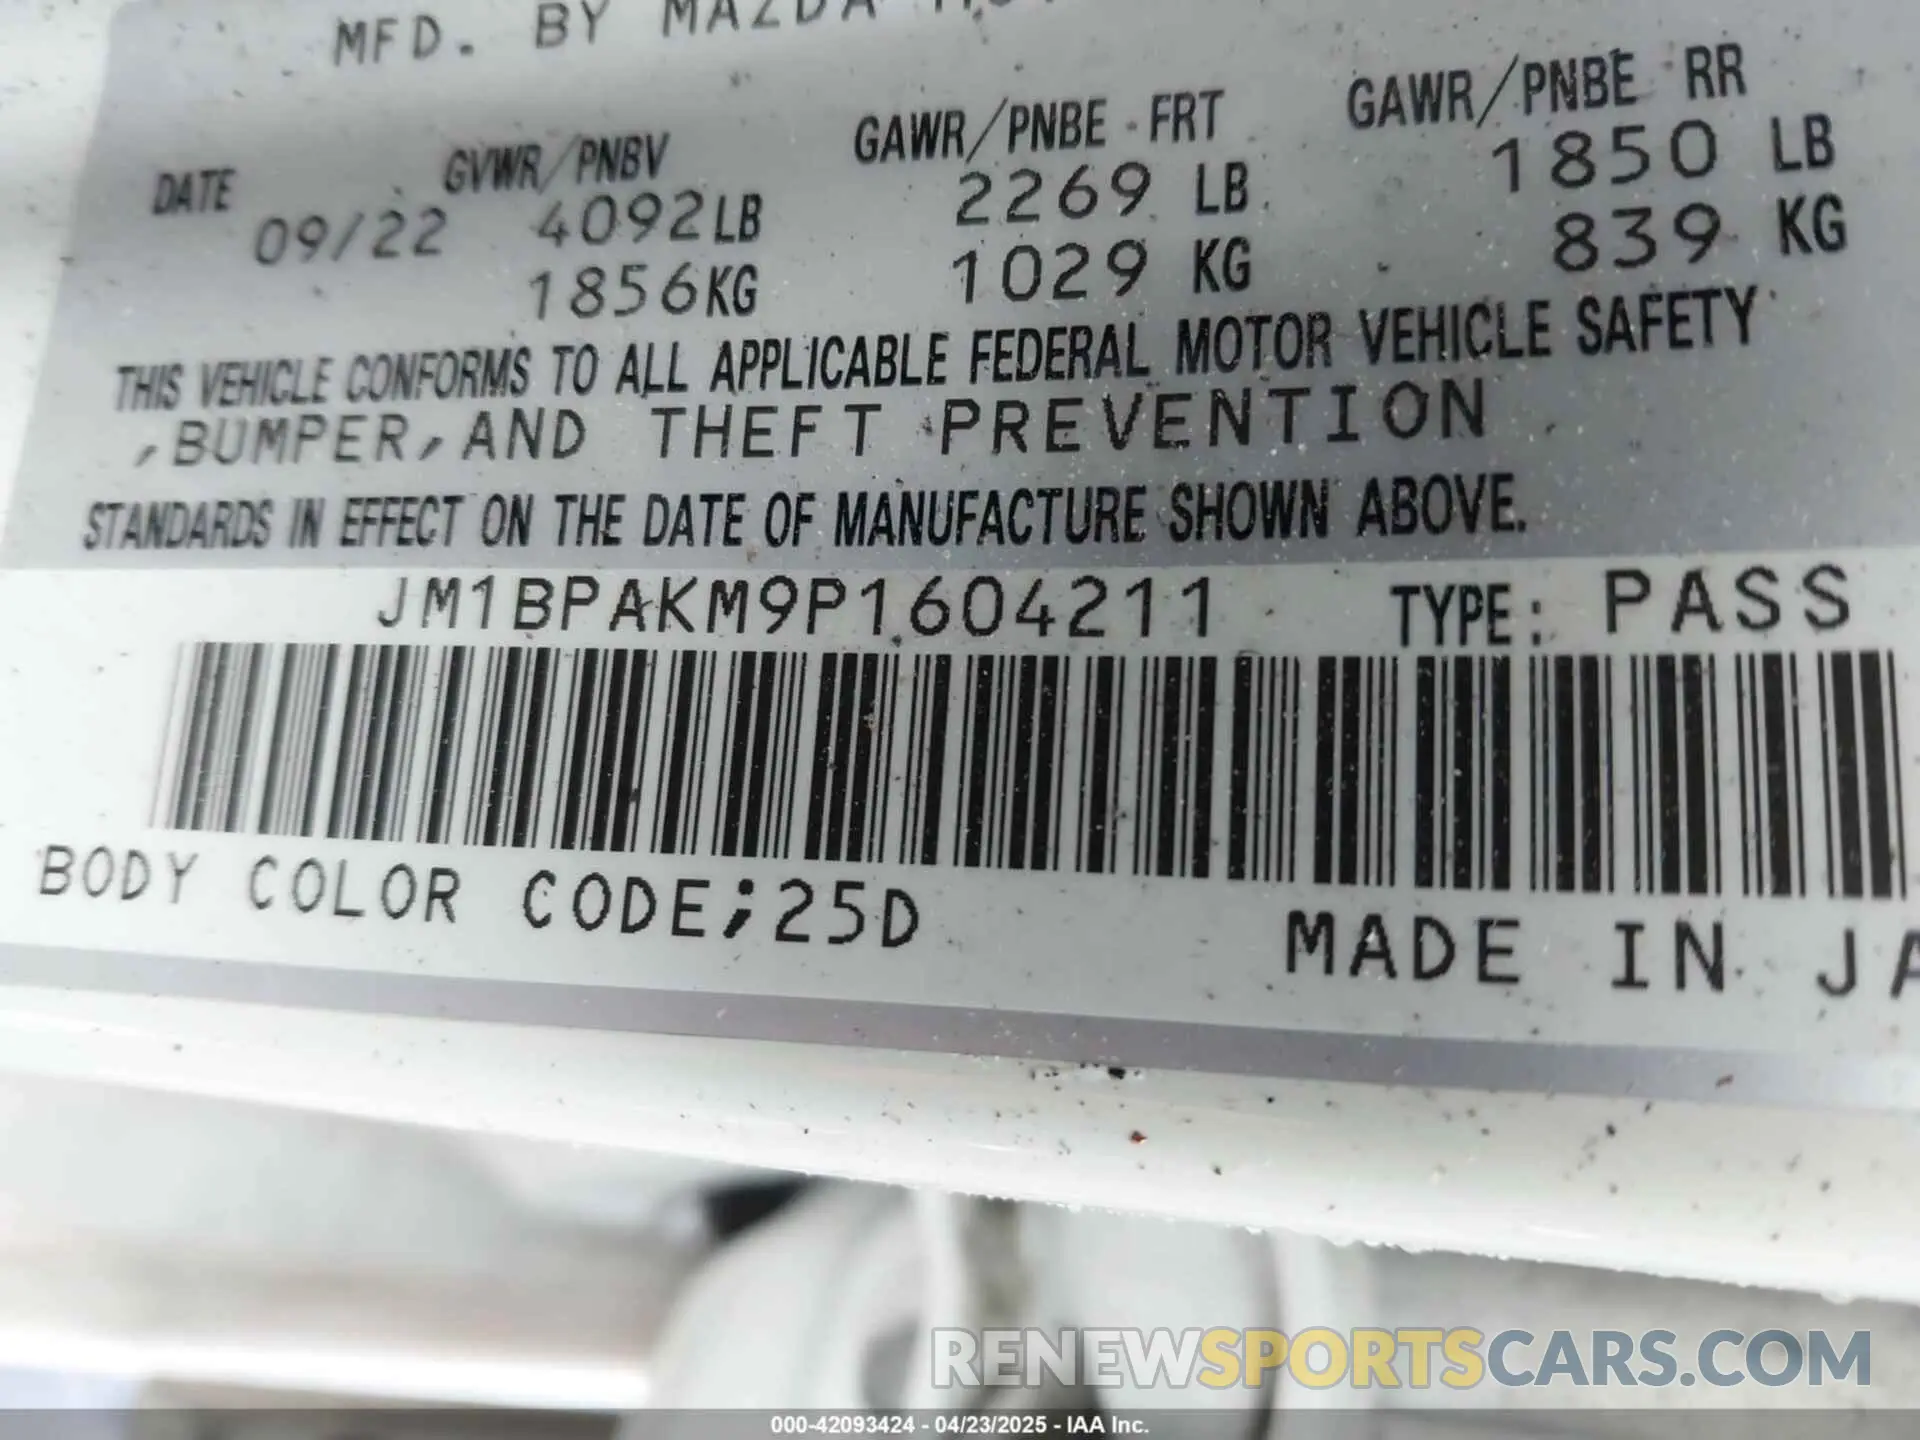 MFD. BY MAZDA
DATE GVWR/PNBV GAWR/PNBE FRT GAWR/PNBE RR
09/22 4092LB 2269 LB 1850 LB
1856KG 1029 KG 839 KG
THIS VEHICLE CONFORMS TO ALL APPLICABLE FEDERAL MOTOR VEHICLE SAFETY
,BUMPER,AND THEFT PREVENTION
STANDARDS IN EFFECT ON THE DATE OF MANUFACTURE SHOWN ABOVE.
JM1BPAKM9P1604211 TYPE: PASS
BODY COLOR CODE;25D
MADE IN JA
RENEWSPORTSCARS.COM
000-42093424 - 04/23/2025 - IAA Inc.